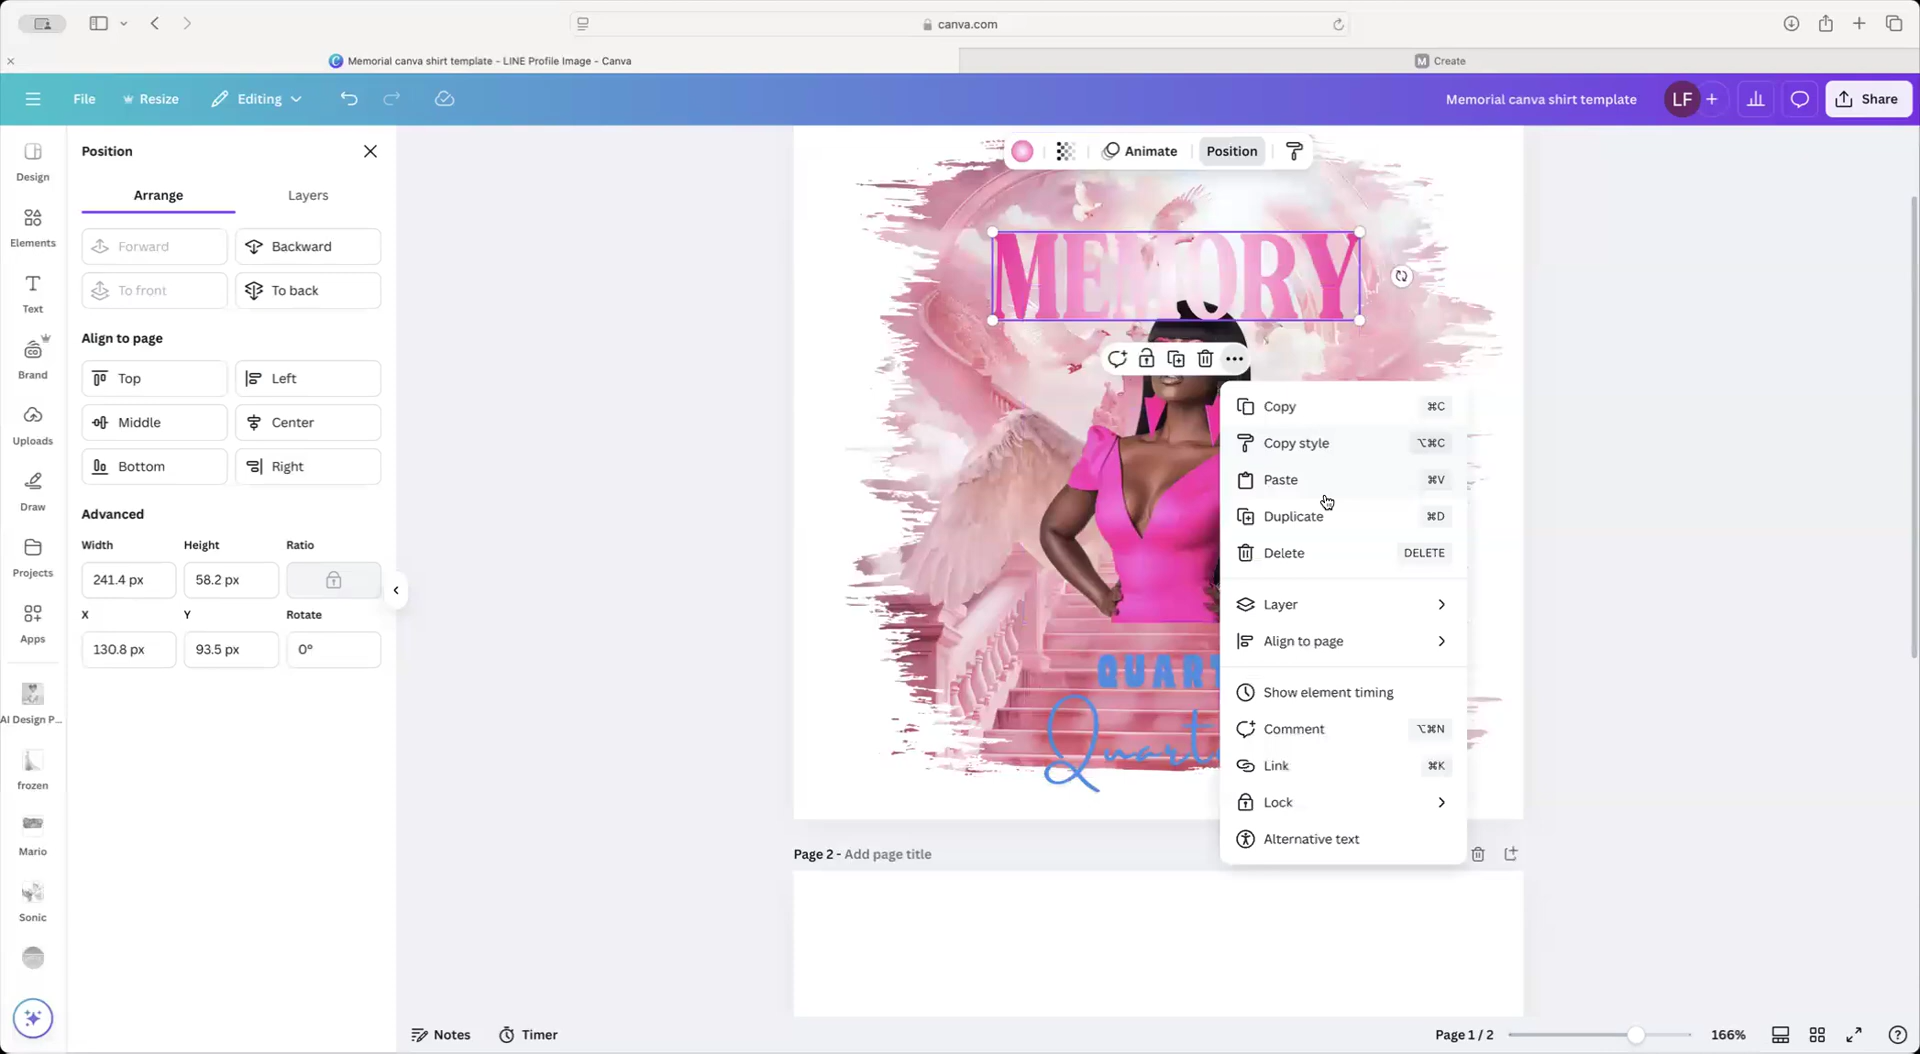 canva.com
Memorial canva shirt template - LINE Profile Image - Canva
M Create
File
Resize
Editing
Memorial canva shirt template
LF
Share
Design
Elements
Text
Brand
Uploads
Draw
Projects
Apps
AI Design P...
frozen
Mario
Sonic
Position
Arrange
Layers
Forward
Backward
To front
To back
Align to page
Top
Left
Middle
Center
Bottom
Right
Advanced
Width
Height
Ratio
241.4 px
58.2 px
X
Y
Rotate
130.8 px
93.5 px
0°
Animate
Position
MEMORY
Copy ⌘C
Copy style ⌥⌘C
Paste ⌘V
Duplicate ⌘D
Delete DELETE
Layer
Align to page
Show element timing
Comment ⌥⌘N
Link ⌘K
Lock
Alternative text
QUART
Quart
Page 2 - Add page title
Notes
Timer
Page 1 / 2
166%